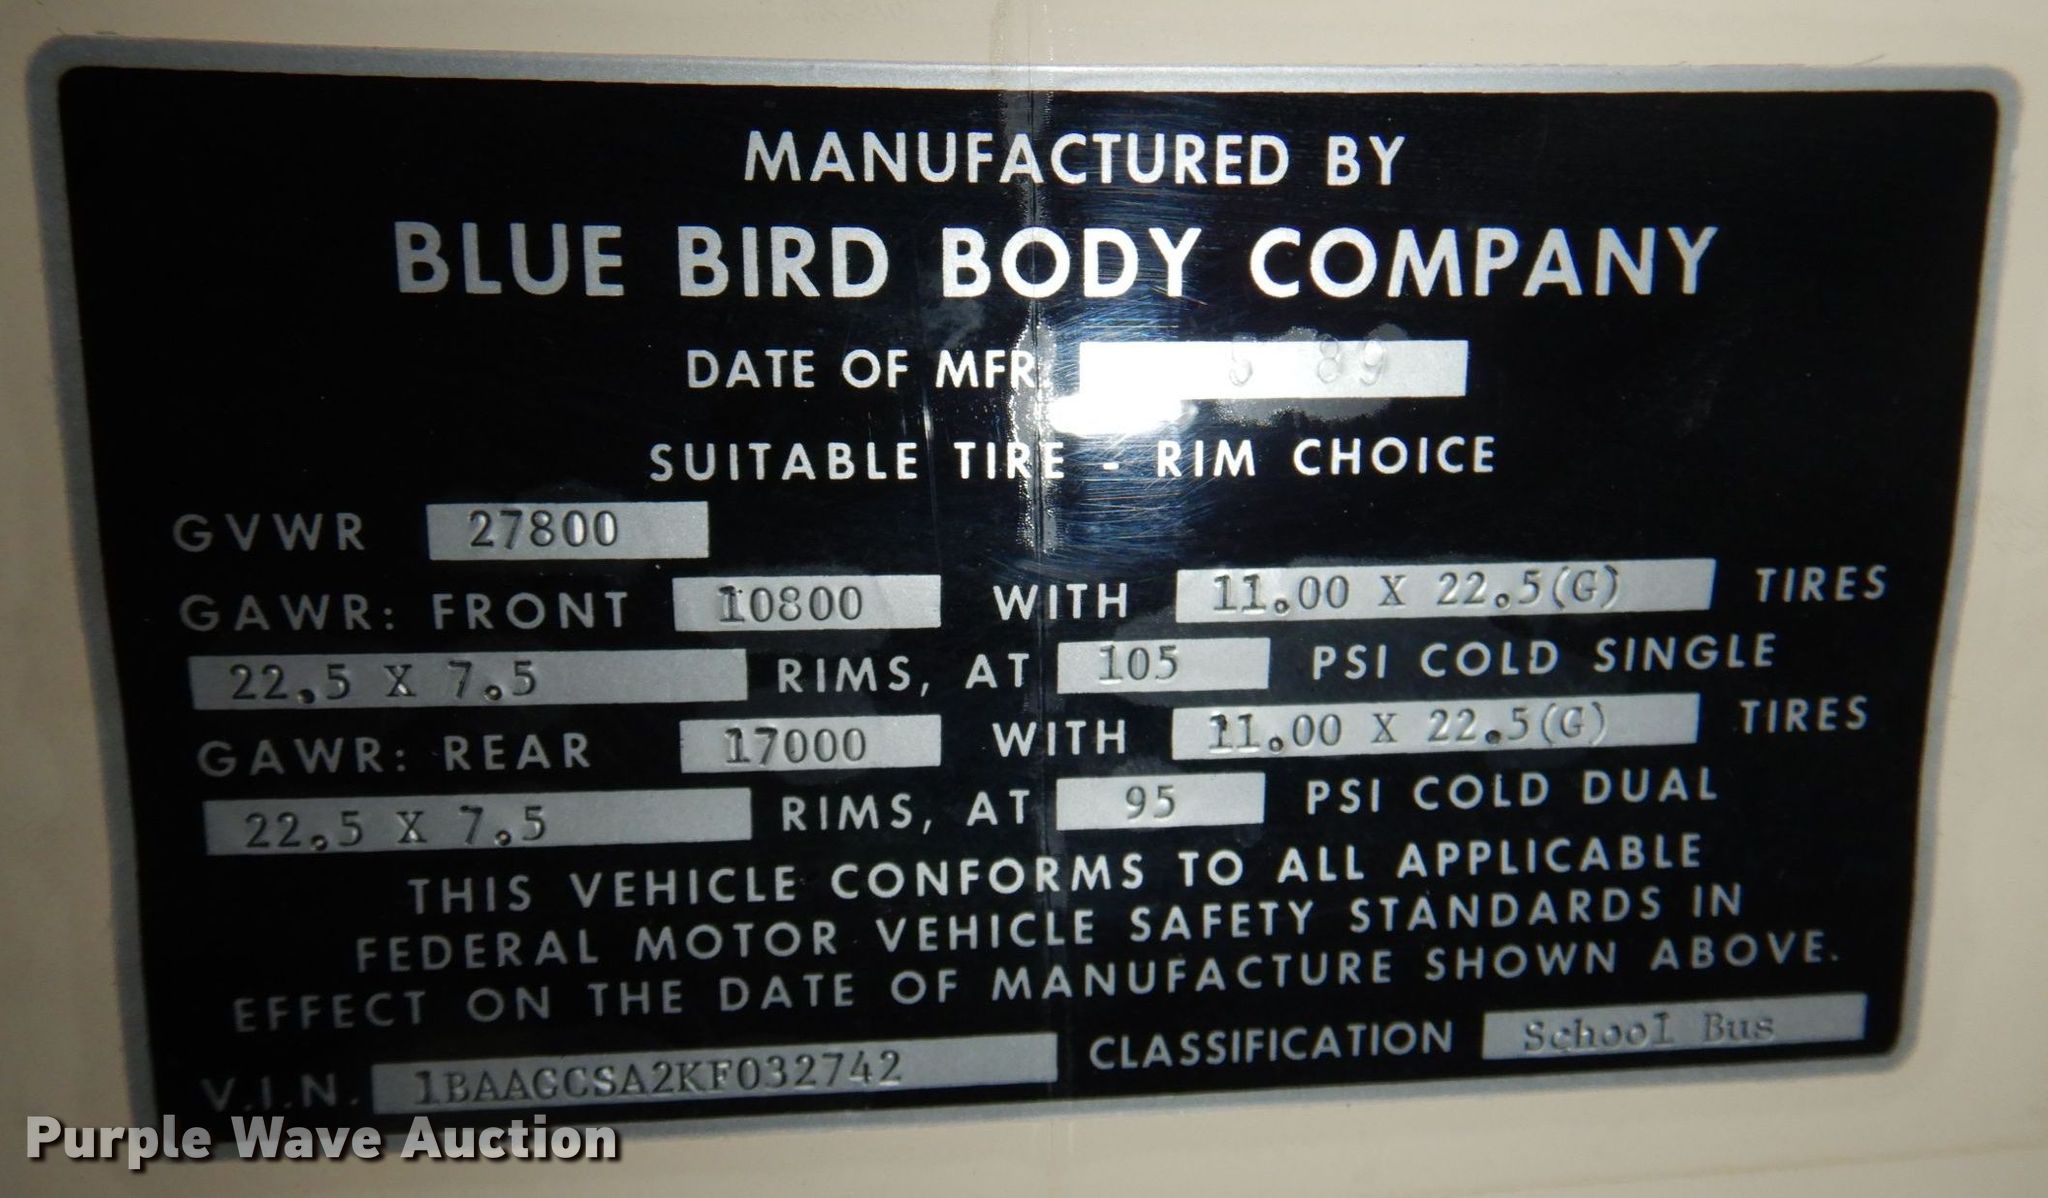 MANUFACTURED BY
BLUE BIRD BODY COMPANY
DATE OF MFR. 5 89
SUITABLE TIRE - RIM CHOICE
GVWR 27800
GAWR: FRONT 10800 WITH 11.00 X 22.5(G) TIRES
22.5 X 7.5 RIMS, AT 105 PSI COLD SINGLE
GAWR: REAR 17000 WITH 11.00 X 22.5(G) TIRES
22.5 X 7.5 RIMS, AT 95 PSI COLD DUAL
THIS VEHICLE CONFORMS TO ALL APPLICABLE
FEDERAL MOTOR VEHICLE SAFETY STANDARDS IN
EFFECT ON THE DATE OF MANUFACTURE SHOWN ABOVE.
V.I.N. 1BAAGCSA2KF032742 CLASSIFICATION School Bus
Purple Wave Auction